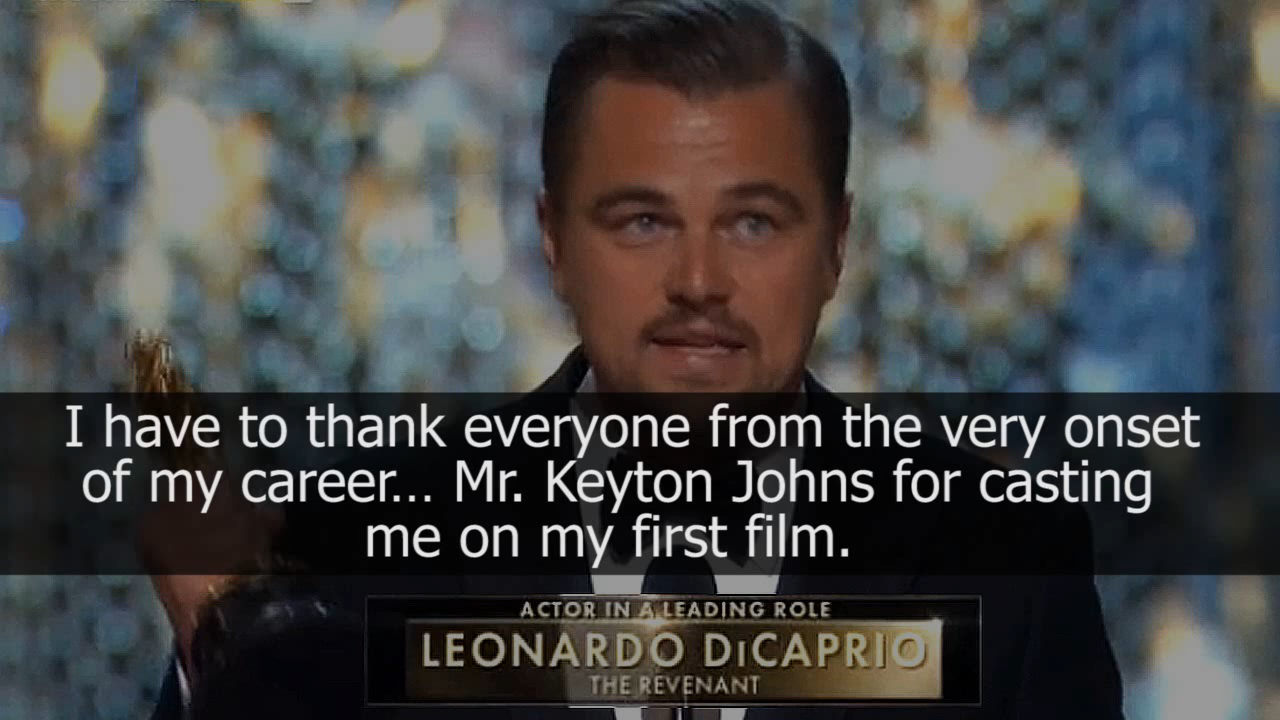 I have to thank everyone from the very onset
of my career... Mr. Keyton Johns for casting
me on my first film.
ACTOR IN A LEADING ROLE
LEONARDO DiCAPRIO
THE REVENANT